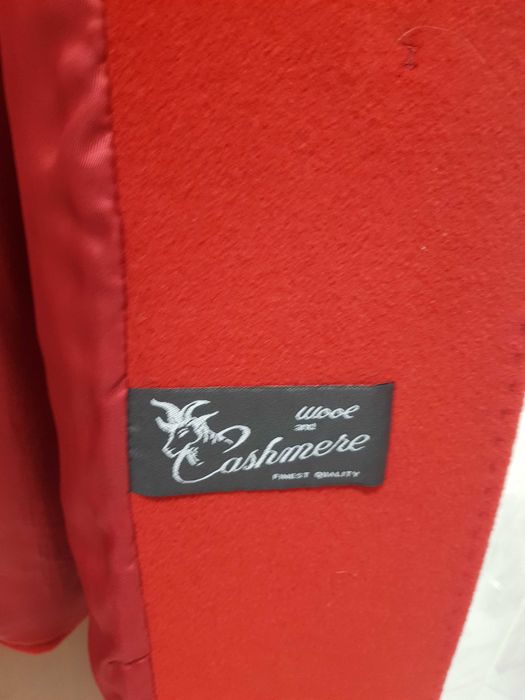 wool
and
Cashmere
FINEST QUALITY